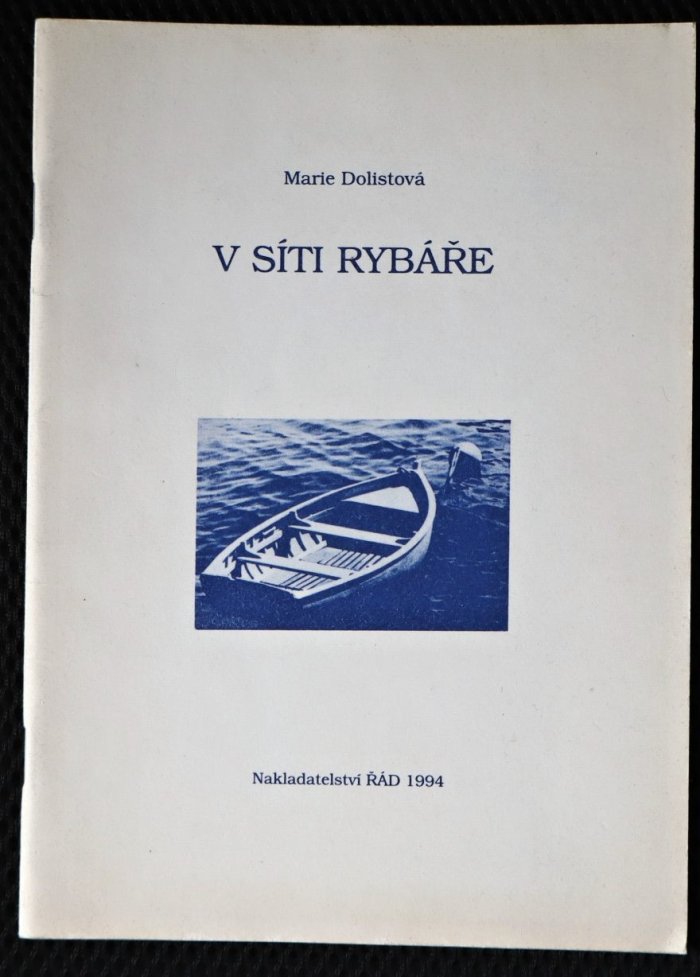 Marie Dolistová
V SÍTI RYBÁŘE
Nakladatelství ŘÁD 1994